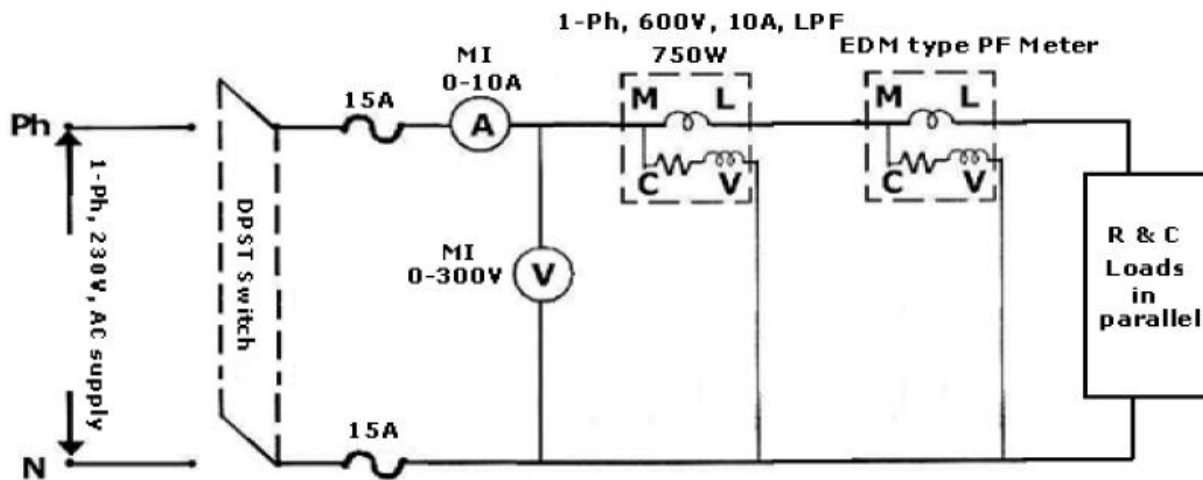 1-Ph, 600V, 10A, LPF
750W
EDM type PF Meter
MI
0-10A
15A
M L
M L
Ph
A
C V
C V
1-Ph, 230V, AC supply
DPST Switch
MI
0-300V
V
R & C
Loads
in
parallel
15A
N